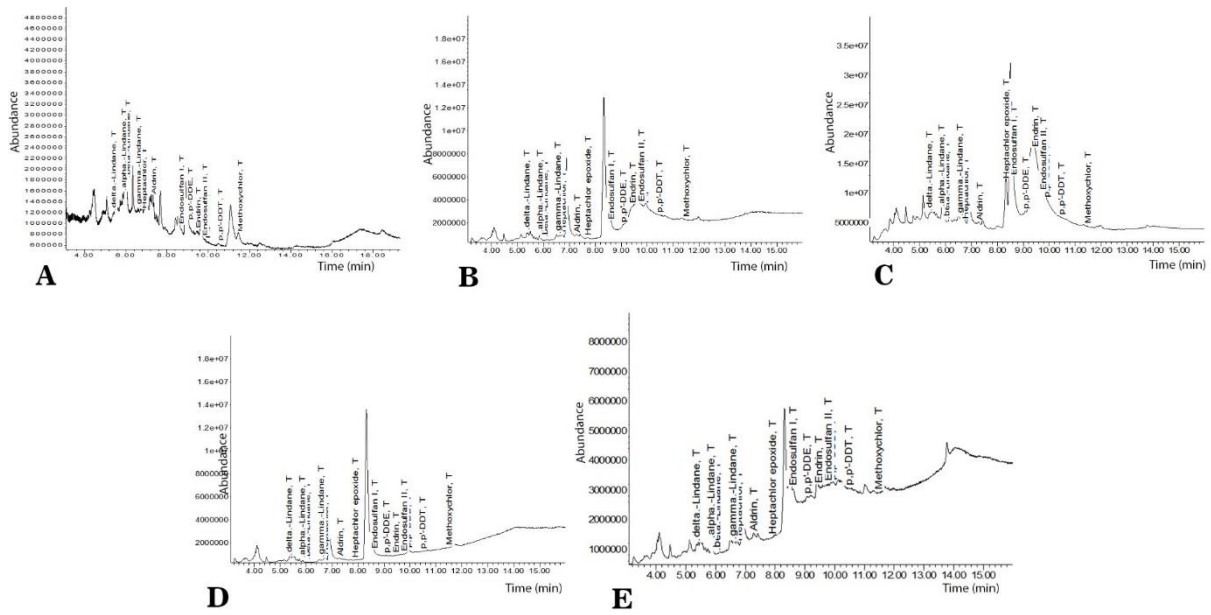 4800000
4600000
4400000
4200000
4000000
3800000
3600000
3400000
3200000
3000000
2800000
2600000
2400000
2200000
2000000
1800000
1600000
1400000
1200000
1000000
800000
600000
Abundance
delta.-Lindane, T
alpha.-Lindane, T
gamma.-Lindane, T
Heptachlor, T
Aldrin, T
Endosulfan I, T
p,p'-DDE, T
Endrin, T
Endosulfan II, T
p,p'-DDT, T
Methoxychlor, T
4.00 6.00 8.00 10.00 12.00 14.00 16.00 18.00
Time (min)
A
1.8e+07
1.6e+07
1.4e+07
1.2e+07
1e+07
8000000
6000000
4000000
2000000
Abundance
delta.-Lindane, T
alpha.-Lindane, T
gamma.-Lindane, T
Aldrin, T
Heptachlor epoxide, T
Endosulfan I, T
p,p'-DDE, T
Endrin, T
Endosulfan II, T
p,p'-DDT, T
Methoxychlor, T
4.00 5.00 6.00 7.00 8.00 9.00 10.00 11.00 12.00 13.00 14.00 15.00
Time (min)
B
3.5e+07
3e+07
2.5e+07
2e+07
1.5e+07
1e+07
5000000
Abundance
delta.-Lindane, T
alpha.-Lindane, T
gamma.-Lindane, T
Aldrin, T
Heptachlor epoxide, T
Endosulfan I, T
p,p'-DDE, T
Endrin, T
Endosulfan II, T
p,p'-DDT, T
Methoxychlor, T
4.00 5.00 6.00 7.00 8.00 9.00 10.00 11.00 12.00 13.00 14.00 15.00
Time (min)
C
1.8e+07
1.6e+07
1.4e+07
1.2e+07
1e+07
8000000
6000000
4000000
2000000
Abundance
delta.-Lindane, T
alpha.-Lindane, T
gamma.-Lindane, T
Aldrin, T
Heptachlor epoxide, T
Endosulfan I, T
p,p'-DDE, T
Endrin, T
Endosulfan II, T
p,p'-DDT, T
Methoxychlor, T
4.00 5.00 6.00 7.00 8.00 9.00 10.00 11.00 12.00 13.00 14.00 15.00
Time (min)
D
8000000
7000000
6000000
5000000
4000000
3000000
2000000
1000000
Abundance
delta.-Lindane, T
alpha.-Lindane, T
beta.-Lindane, T
gamma.-Lindane, T
Heptachlor, T
Aldrin, T
Heptachlor epoxide, T
Endosulfan I, T
p,p'-DDE, T
Endrin, T
Endosulfan II, T
p,p'-DDT, T
Methoxychlor, T
3.00 4.00 5.00 6.00 7.00 8.00 9.00 10.00 11.00 12.00 13.00 14.00 15.00
Time (min)
E